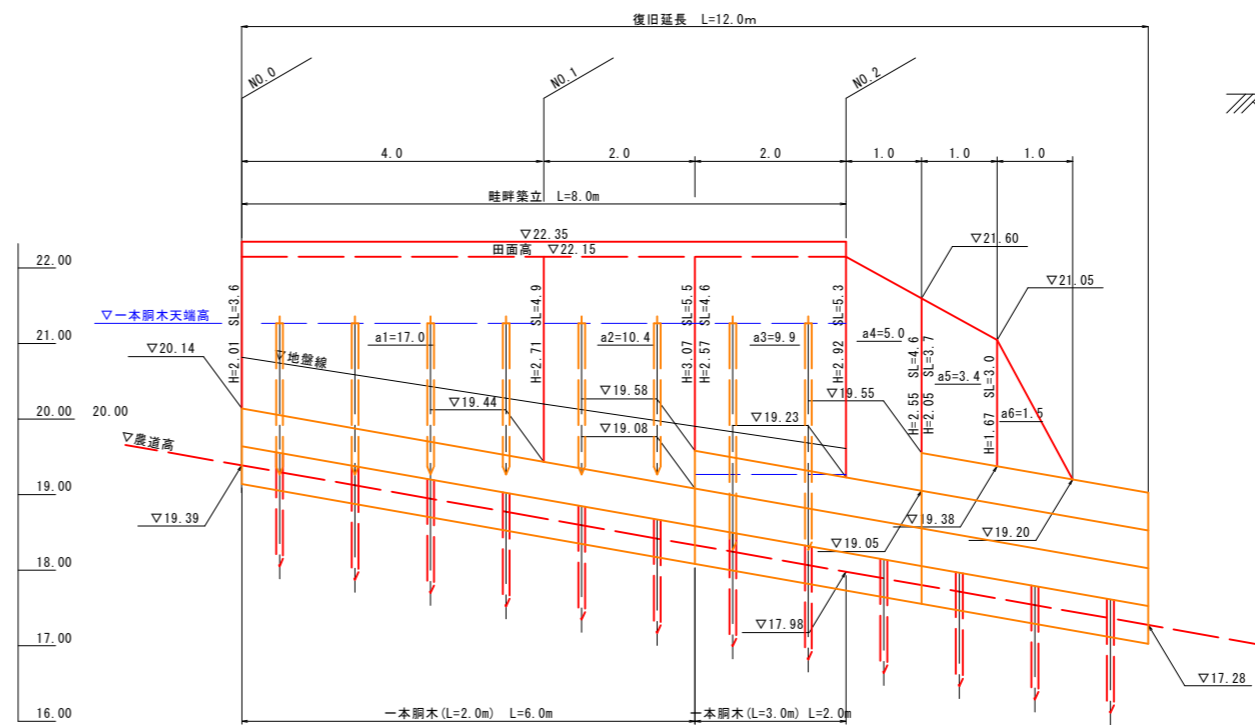 復旧延長 L=12.0m
NO.0
NO.1
NO.2
4.0
2.0
2.0
1.0
1.0
1.0
畦畔築立 L=8.0m
▽22.35
田面高 ▽22.15
▽21.60
▽21.05
22.00
21.00
20.00
20.00
19.00
18.00
17.00
16.00
▽一本胴木天端高
▽20.14
▽地盤線
▽農道高
▽19.39
H=2.01 SL=3.6
a1=17.0
H=2.71 SL=4.9
a2=10.4
H=3.07 SL=5.5
H=2.57 SL=4.6
a3=9.9
H=2.92 SL=5.3
a4=5.0
H=2.55 SL=4.6
H=2.05 SL=3.7
a5=3.4
H=1.67 SL=3.0
a6=1.5
▽19.44
▽19.58
▽19.08
▽19.23
▽19.55
▽19.38
▽19.05
▽19.20
▽17.98
▽17.28
一本胴木(L=2.0m) L=6.0m
一本胴木(L=3.0m) L=2.0m